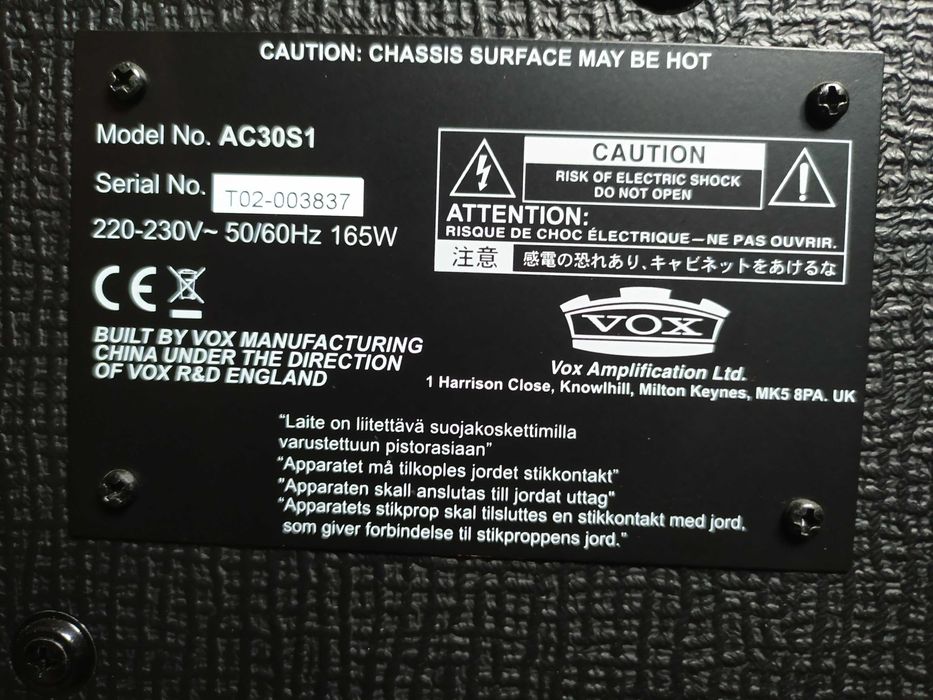 CAUTION: CHASSIS SURFACE MAY BE HOT
Model No. AC30S1
Serial No. T02-003837
220-230V~ 50/60Hz 165W
CE
BUILT BY VOX MANUFACTURING
CHINA UNDER THE DIRECTION
OF VOX R&D ENGLAND
CAUTION
RISK OF ELECTRIC SHOCK
DO NOT OPEN
ATTENTION:
RISQUE DE CHOC ÉLECTRIQUE—NE PAS OUVRIR.
注意 感電の恐れあり、キャビネットをあけるな
VOX
Vox Amplification Ltd.
1 Harrison Close, Knowlhill, Milton Keynes, MK5 8PA. UK
"Laite on liitettävä suojakoskettimilla
varustettuun pistorasiaan"
"Apparatet må tilkoples jordet stikkontakt"
"Apparaten skall anslutas till jordat uttag"
"Apparatets stikprop skal tilsluttes en stikkontakt med jord,
som giver forbindelse til stikproppens jord."